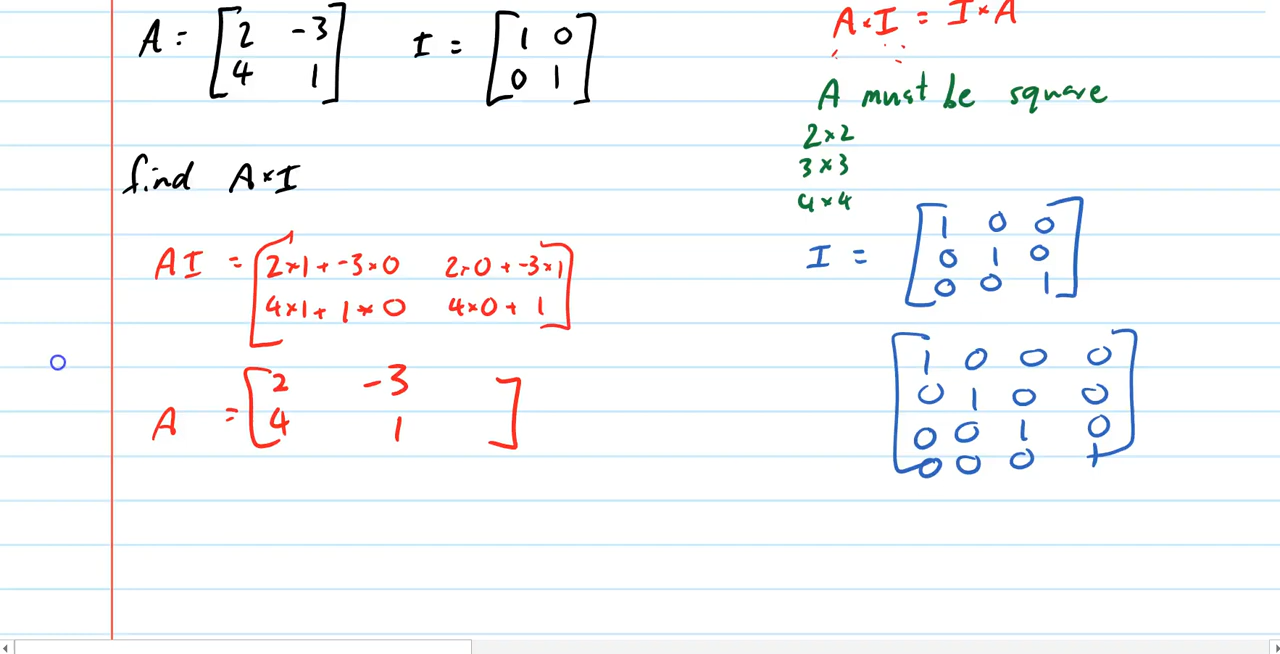 A = [2 -3
4 1]
I = [1 0
0 1]
find A×I
AI = [2×1 + -3×0 2×0 + -3×1
4×1 + 1×0 4×0 + 1]
A = [2 -3
4 1]
A×I = I×A
A must be square
2×2
3×3
4×4
I = [1 0 0
0 1 0
0 0 1]
[1 0 0 0
0 1 0 0
0 0 1 0
0 0 0 1]